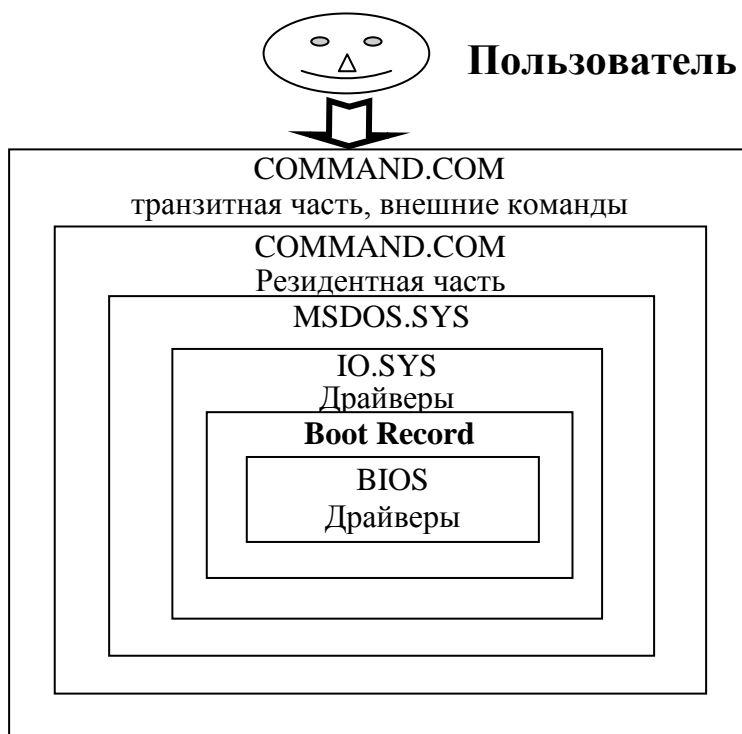 Пользователь
COMMAND.COM
транзитная часть, внешние команды
COMMAND.COM
Резидентная часть
MSDOS.SYS
IO.SYS
Драйверы
Boot Record
BIOS
Драйверы